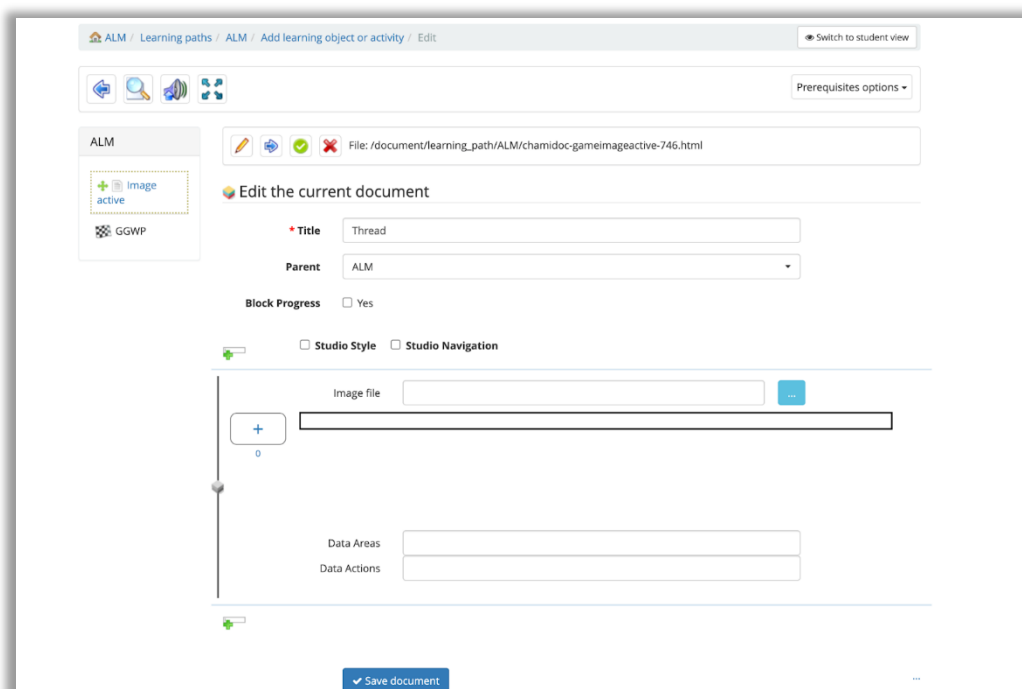 ALM / Learning paths / ALM / Add learning object or activity / Edit
Switch to student view
Prerequisites options
ALM
File: /document/learning_path/ALM/chamidoc-gameimageactive-746.html
Image
active
GGWP
Edit the current document
* Title
Thread
Parent
ALM
Block Progress
Yes
Studio Style
Studio Navigation
Image file
...
+
0
Data Areas
Data Actions
Save document
...